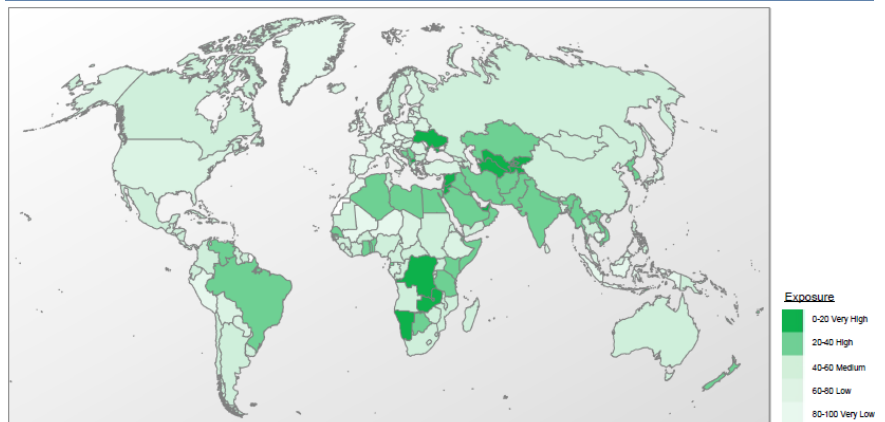 Exposure
0-20 Very High
20-40 High
40-60 Medium
60-80 Low
80-100 Very Low